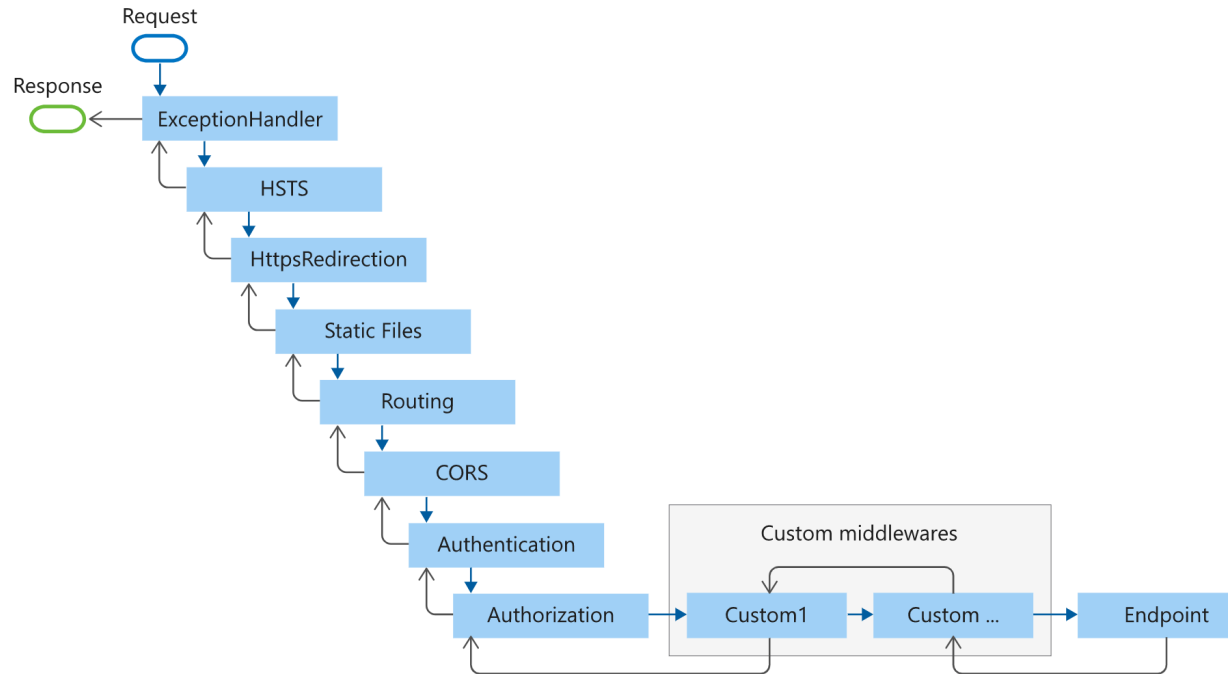 Request
Response
ExceptionHandler
HSTS
HttpsRedirection
Static Files
Routing
CORS
Authentication
Custom middlewares
Authorization
Custom1
Custom ...
Endpoint